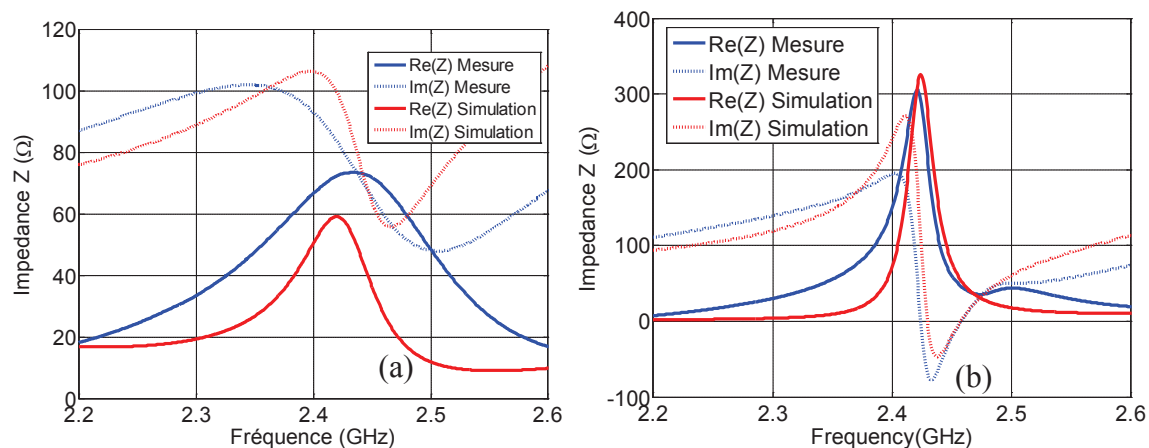 120
100
80
60
40
20
0
Impedance Z (Ω)
2.2
2.3
2.4
2.5
2.6
Fréquence (GHz)
Re(Z) Mesure
Im(Z) Mesure
Re(Z) Simulation
Im(Z) Simulation
(a)
400
300
200
100
0
-100
Impedance Z (Ω)
2.2
2.3
2.4
2.5
2.6
Frequency(GHz)
Re(Z) Mesure
Im(Z) Mesure
Re(Z) Simulation
Im(Z) Simulation
(b)